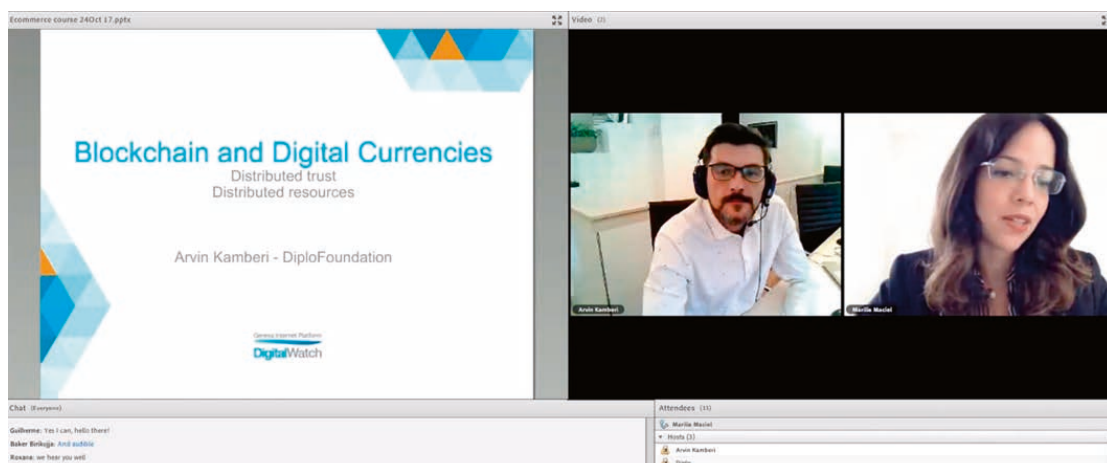 Ecommerce course 24Oct 17.pptx
Blockchain and Digital Currencies
Distributed trust
Distributed resources
Arvin Kamberi - DiploFoundation
Geneva Internet Platform
DigitalWatch
Video (2)
Arvin Kamberi
Marilia Maciel
Chat (Everyone)
Guilherme: Yes I can, hello there!
Baker Birikujja: And audible
Roxana: we hear you well
Attendees (11)
Marilia Maciel
Hosts (3)
Arvin Kamberi
Diplo